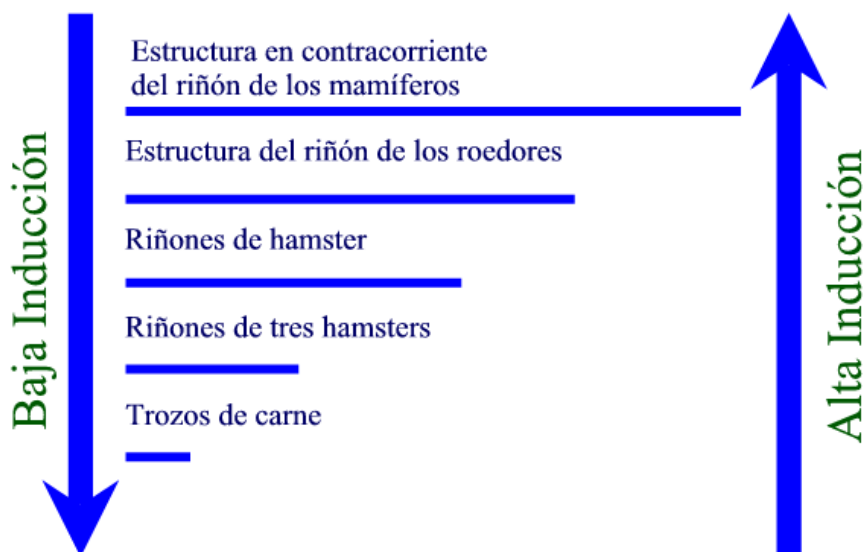 Estructura en contracorriente
del riñón de los mamíferos
Estructura del riñón de los roedores
Riñones de hamster
Riñones de tres hamsters
Trozos de carne
Baja Inducción
Alta Inducción